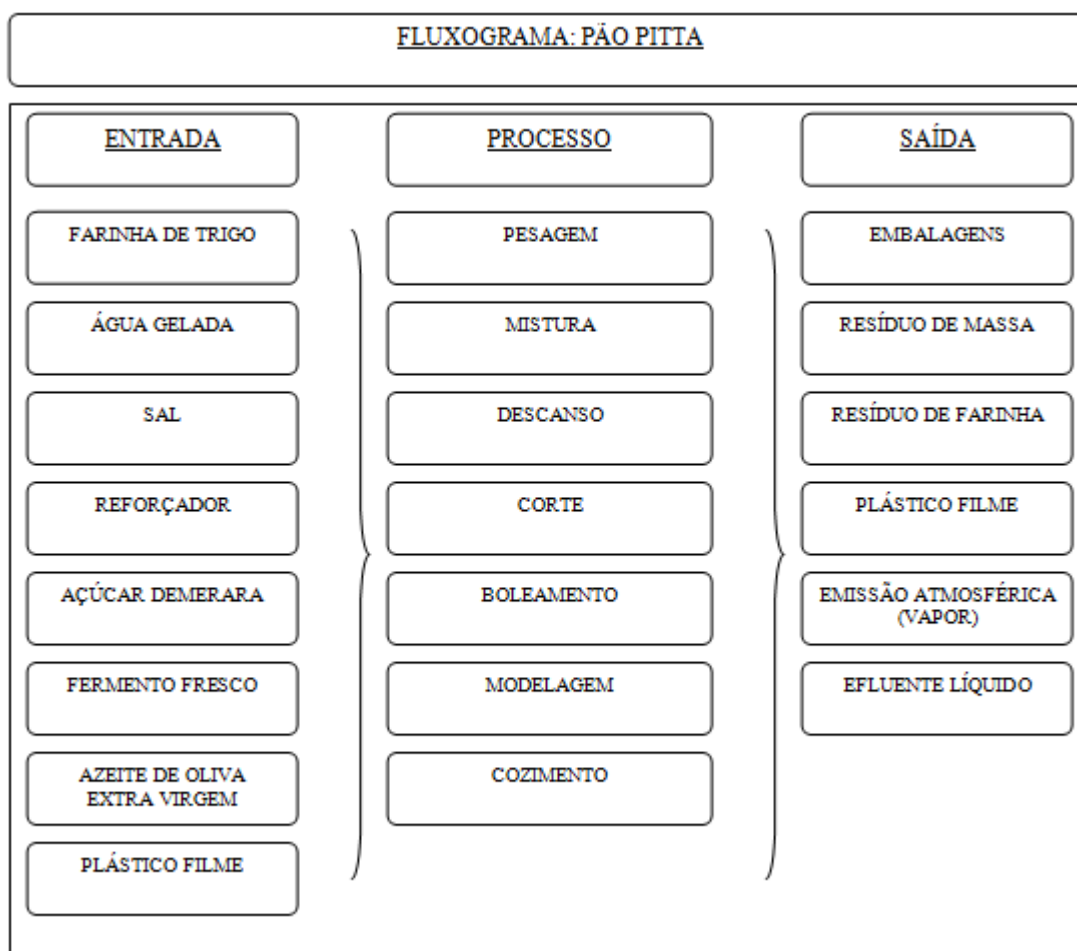 FLUXOGRAMA: PÃO PITTA
ENTRADA
PROCESSO
SAÍDA
FARINHA DE TRIGO
PESAGEM
EMBALAGENS
ÁGUA GELADA
MISTURA
RESÍDUO DE MASSA
SAL
DESCANSO
RESÍDUO DE FARINHA
REFORÇADOR
CORTE
PLÁSTICO FILME
AÇÚCAR DEMERARA
BOLEAMENTO
EMISSÃO ATMOSFÉRICA
(VAPOR)
FERMENTO FRESCO
MODELAGEM
EFLUENTE LÍQUIDO
AZEITE DE OLIVA
EXTRA VIRGEM
COZIMENTO
PLÁSTICO FILME